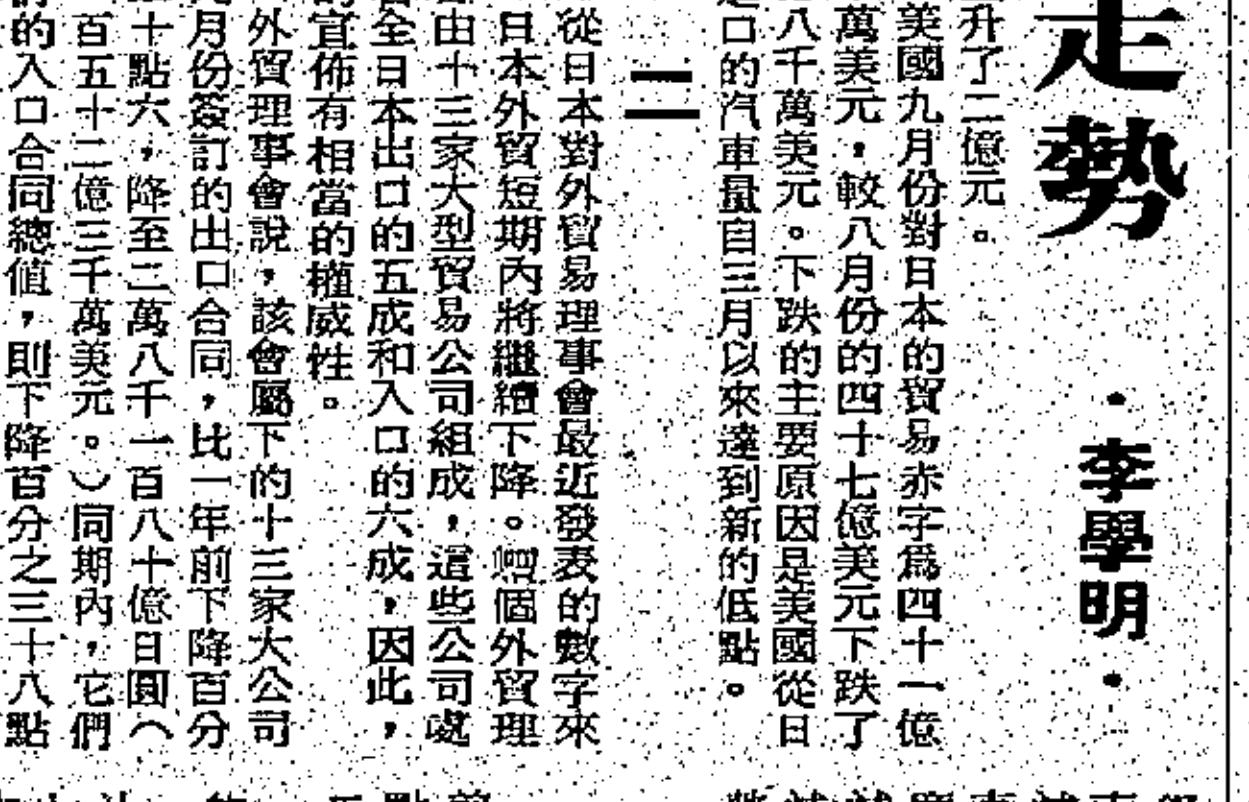 走勢
·李學明·
升了二億元。
美國九月份對日本的貿易赤字爲四十一億
萬美元，較八月份的四十七億美元下跌了
八千萬美元。下跌的主要原因是美國從日
口的汽車量自三月以來達到新的低點。
二
從日本對外貿易理事會最近發表的數字來
日本外貿短期內將繼續下降。這個外貿理
由十三家大型貿易公司組成，這些公司處
全日本出口的五成和入口的六成，因此，
的宣佈有相當的權威性。
外貿理事會說，該會屬下的十三家大公司
月份簽訂的出口合同，比一年前下降百分
十點六，降至二萬八千一百八十億日圓（
百五十二億三千萬美元。）同期內，它們
的入口合同總值，則下降百分之三十八點